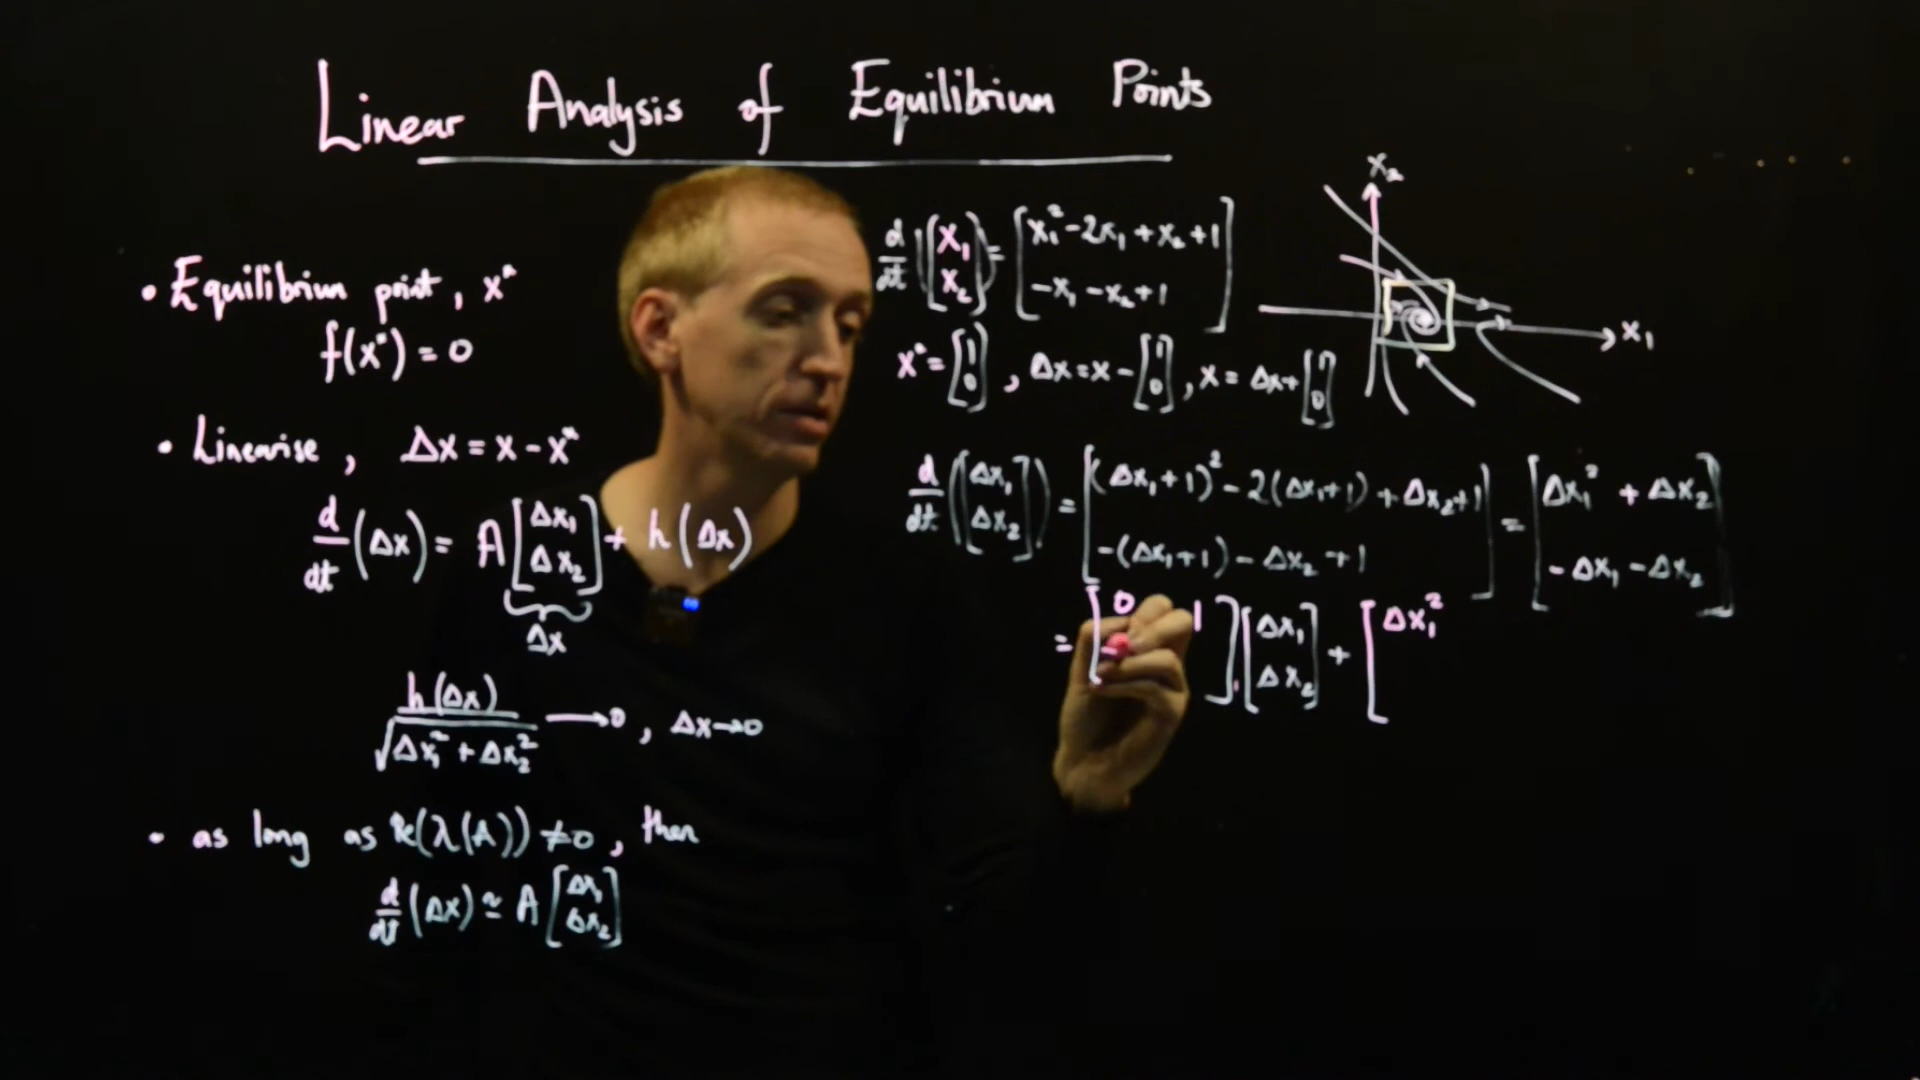 Linear Analysis of Equilibrium Points
• Equilibrium point, x*
f(x*) = 0
• Linearise, Δx = x - x*
d/dt (Δx) = A [Δx₁ Δx₂] + h(Δx)
Δx
h(Δx) / √(Δx₁² + Δx₂²) → 0, Δx → 0
• as long as Re(λ(A)) ≠ 0, then
d/dt (Δx) ≃ A [Δx₁ Δx₂]
d/dt ([x₁ x₂]) = [x₁² - 2x₁ + x₂ + 1
-x₁ - x₂ + 1]
x* = [1 0], Δx = x - [1 0], x = Δx + [1 0]
x₂
x₁
d/dt ([Δx₁ Δx₂]) = [(Δx₁+1)² - 2(Δx₁+1) + Δx₂+1
-(Δx₁+1) - Δx₂ + 1] = [Δx₁² + Δx₂
-Δx₁ - Δx₂]
= [0 1
-] [Δx₁ Δx₂] + [Δx₁²